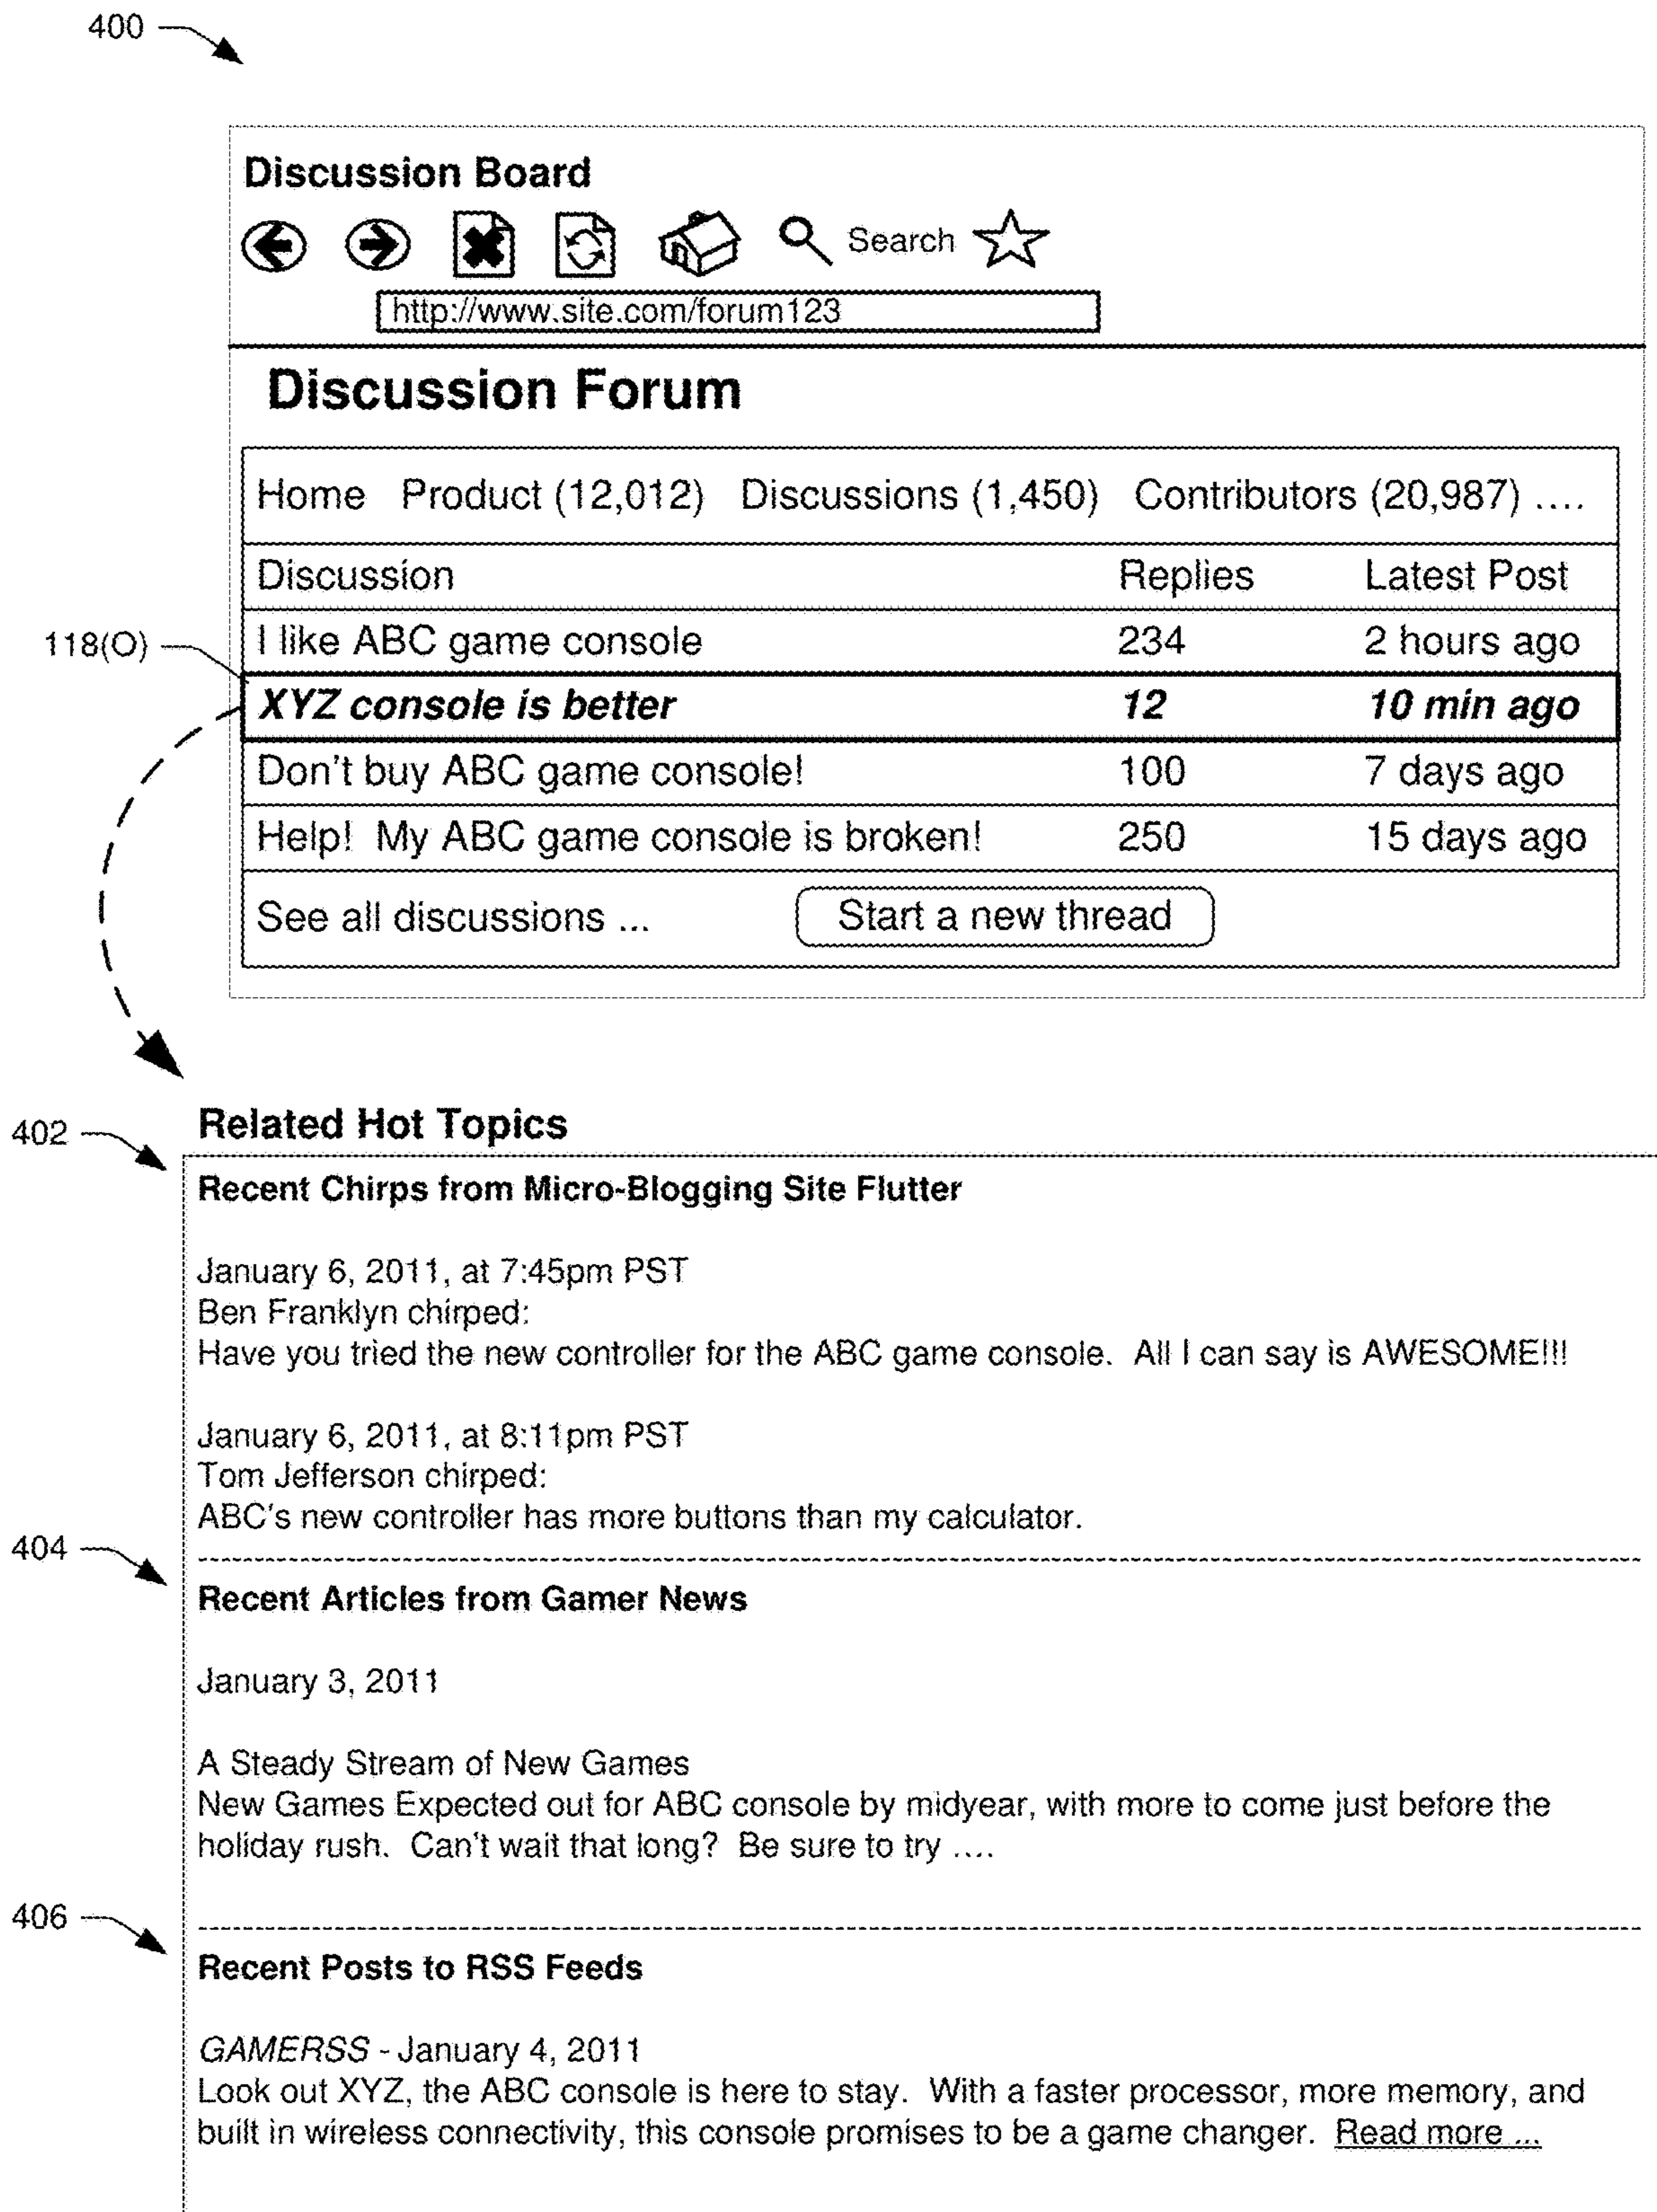 400
Discussion Board
Search
http://www.site.com/forum123
Discussion Forum
Home Product (12,012) Discussions (1,450) Contributors (20,987) ....
Discussion Replies Latest Post
118(O)
I like ABC game console 234 2 hours ago
XYZ console is better 12 10 min ago
Don't buy ABC game console! 100 7 days ago
Help! My ABC game console is broken! 250 15 days ago
See all discussions ... Start a new thread
Related Hot Topics
402
Recent Chirps from Micro-Blogging Site Flutter
January 6, 2011, at 7:45pm PST
Ben Franklyn chirped:
Have you tried the new controller for the ABC game console. All I can say is AWESOME!!!
January 6, 2011, at 8:11pm PST
Tom Jefferson chirped:
ABC's new controller has more buttons than my calculator.
404
Recent Articles from Gamer News
January 3, 2011
A Steady Stream of New Games
New Games Expected out for ABC console by midyear, with more to come just before the
holiday rush. Can't wait that long? Be sure to try ....
406
Recent Posts to RSS Feeds
GAMERSS - January 4, 2011
Look out XYZ, the ABC console is here to stay. With a faster processor, more memory, and
built in wireless connectivity, this console promises to be a game changer. Read more ...